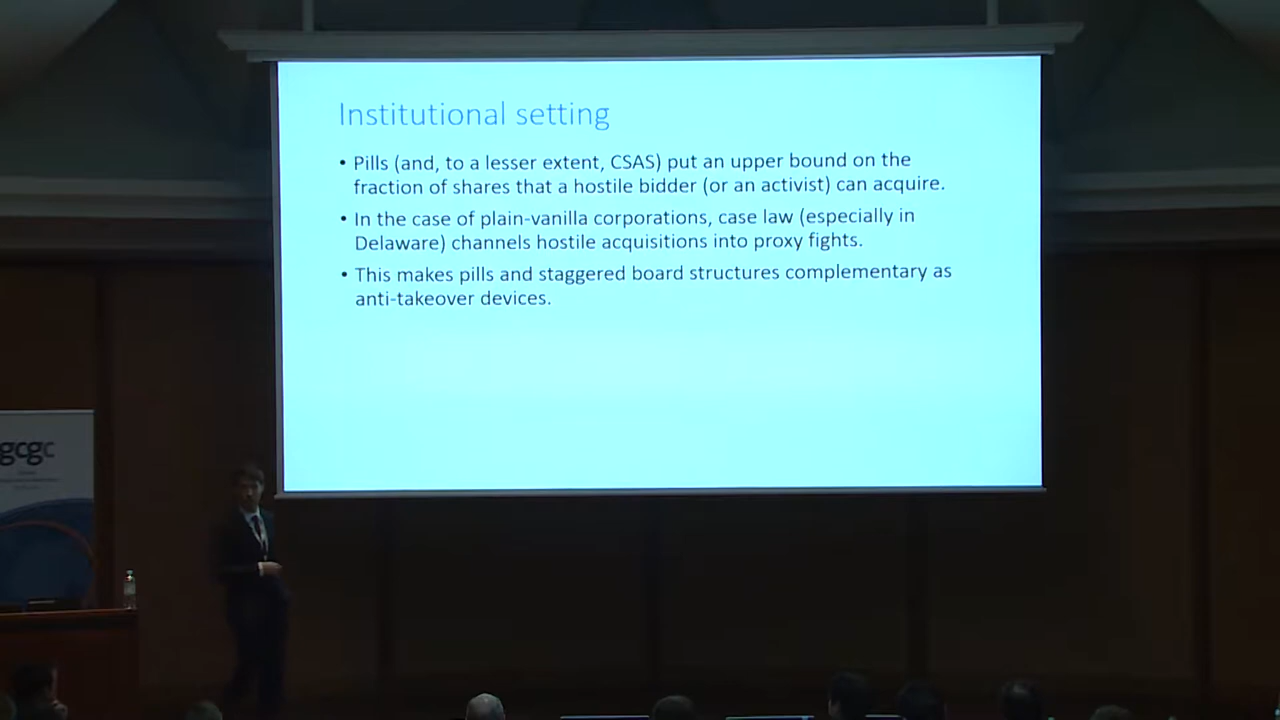 Institutional setting
• Pills (and, to a lesser extent, CSAS) put an upper bound on the
fraction of shares that a hostile bidder (or an activist) can acquire.
• In the case of plain-vanilla corporations, case law (especially in
Delaware) channels hostile acquisitions into proxy fights.
• This makes pills and staggered board structures complementary as
anti-takeover devices.
gcgc